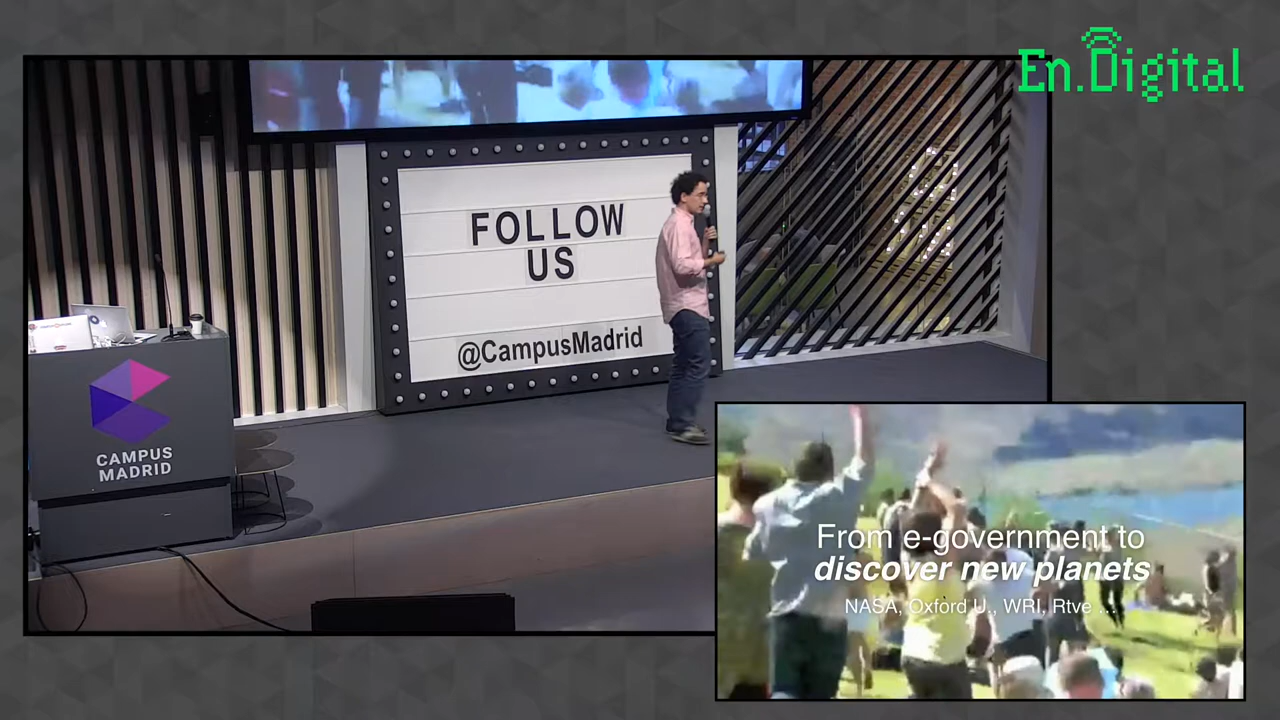 En.Digital
FOLLOW
US
@CampusMadrid
CAMPUS
MADRID
From e-government to
discover new planets
NASA, Oxford U., WRI, Rtve ...